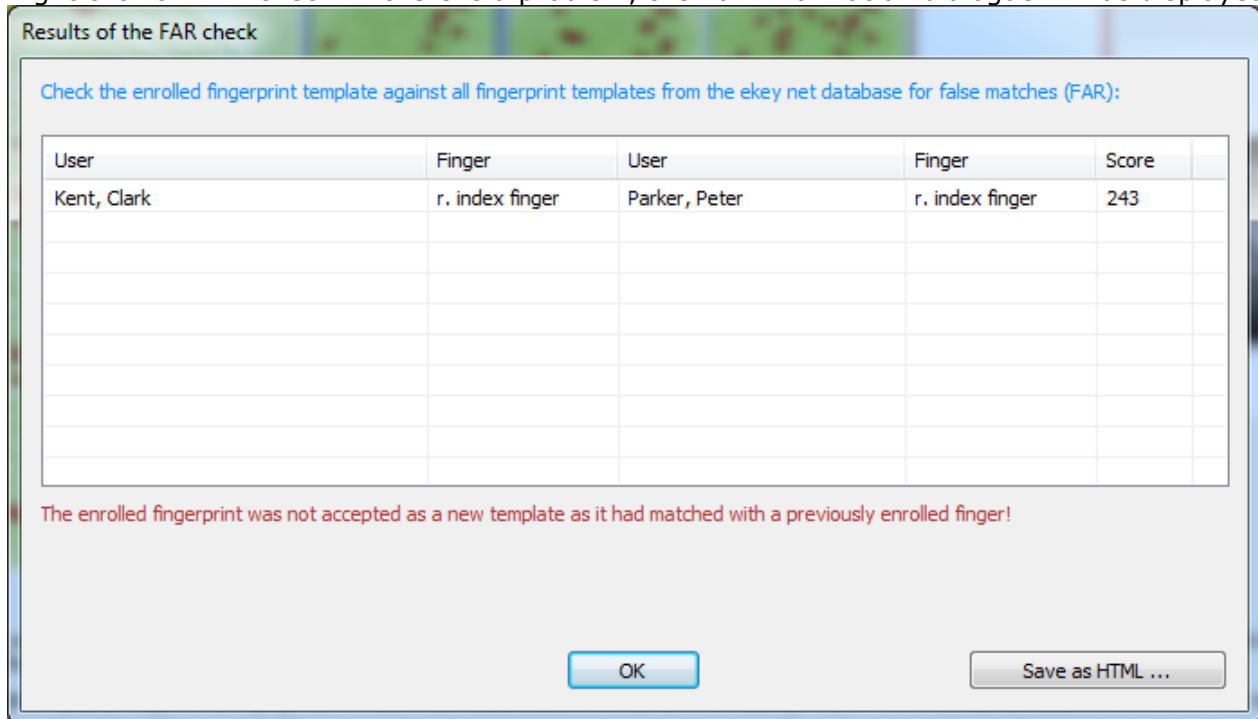 Results of the FAR check
Check the enrolled fingerprint template against all fingerprint templates from the ekey net database for false matches (FAR):
User Finger User Finger Score
Kent, Clark r. index finger Parker, Peter r. index finger 243
The enrolled fingerprint was not accepted as a new template as it had matched with a previously enrolled finger!
OK Save as HTML ...